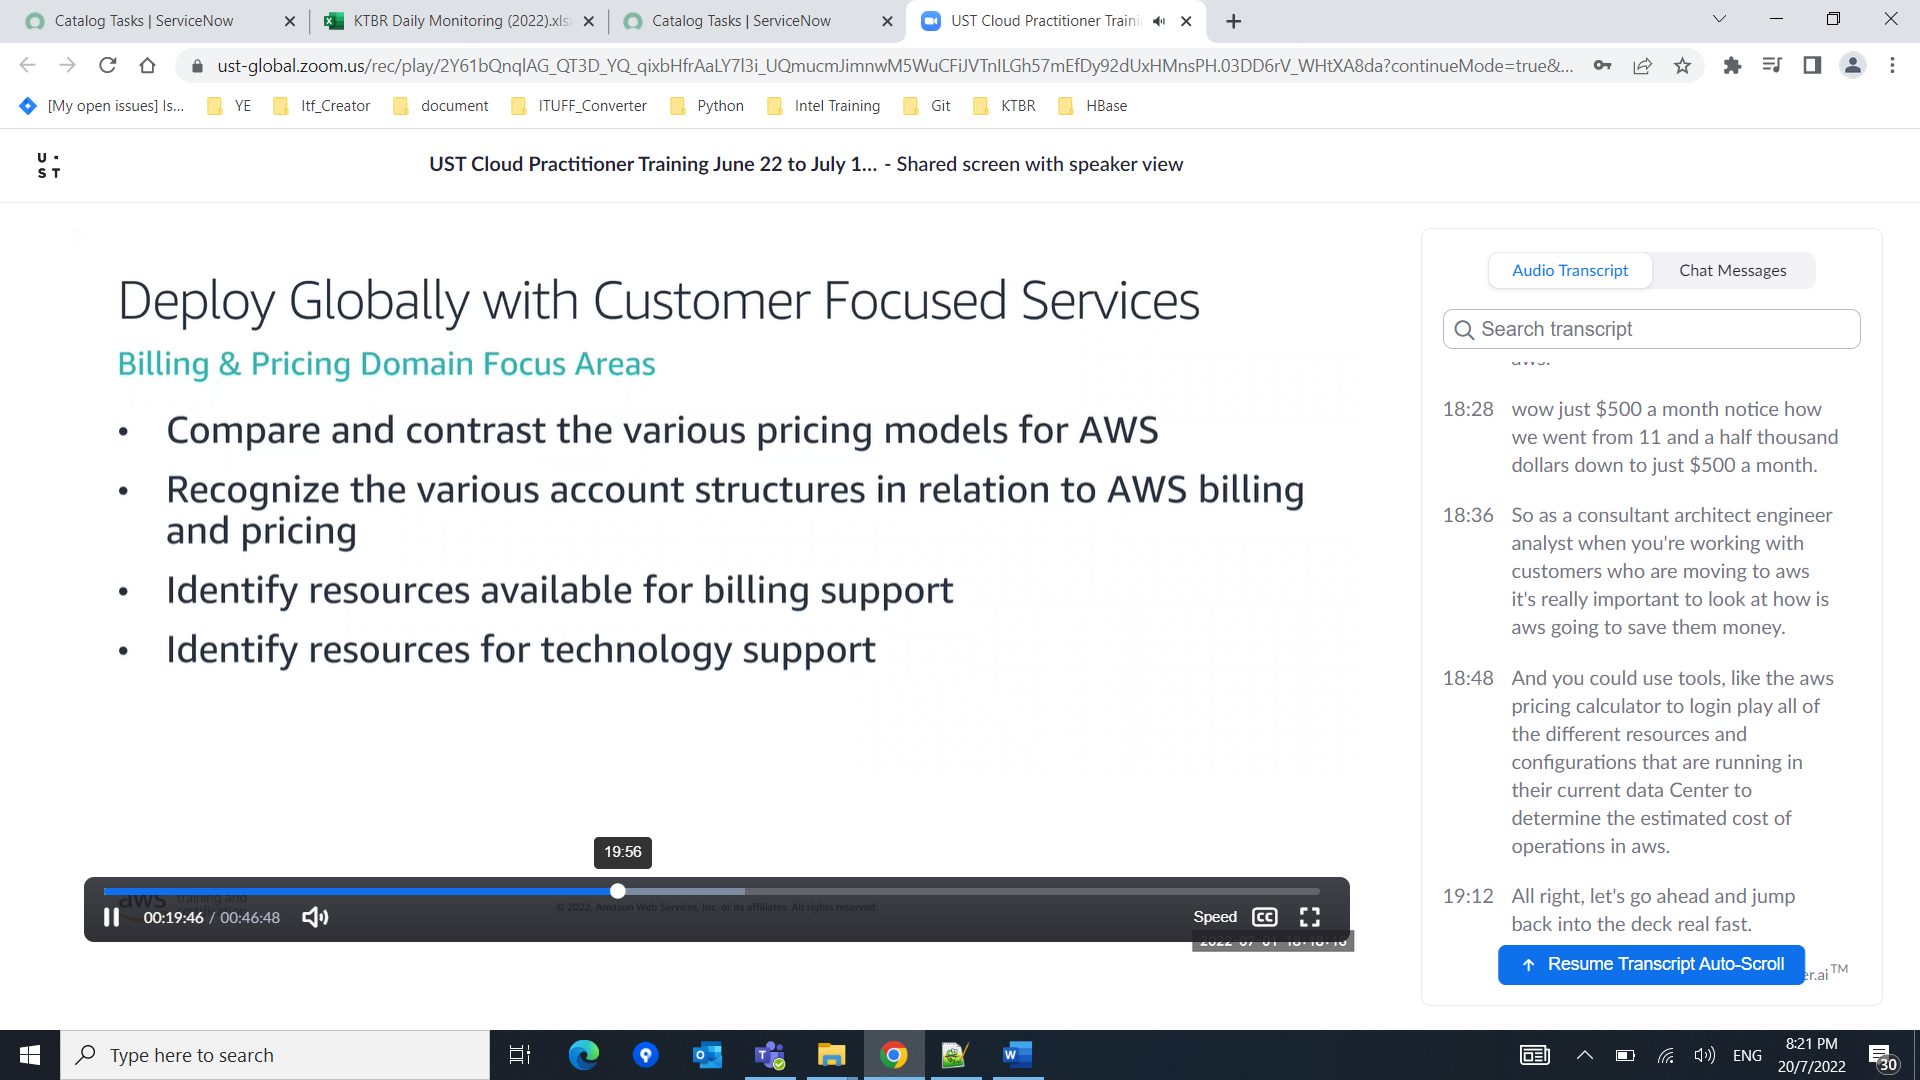 Catalog Tasks | ServiceNow
KTBR Daily Monitoring (2022).xls
Catalog Tasks | ServiceNow
UST Cloud Practitioner Traini
ust-global.zoom.us/rec/play/2Y61bQnqlAG_QT3D_YQ_qixbHfrAaLY7l3i_UQmucmJimnwM5WuCFiJVTnILGh57mEfDy92dUxHMnsPH.03DD6rV_WHtXA8da?continueMode=true&...
[My open issues] Is...
YE
Itf_Creator
document
ITUFF_Converter
Python
Intel Training
Git
KTBR
HBase
U ·
S T
UST Cloud Practitioner Training June 22 to July 1... - Shared screen with speaker view
Deploy Globally with Customer Focused Services
Billing & Pricing Domain Focus Areas
• Compare and contrast the various pricing models for AWS
• Recognize the various account structures in relation to AWS billing
and pricing
• Identify resources available for billing support
• Identify resources for technology support
19:56
aws training and
© 2022, Amazon Web Services, Inc. or its affiliates. All rights reserved.
00:19:46 / 00:46:48
Speed
CC
Audio Transcript
Chat Messages
Search transcript
aws.
18:28 wow just $500 a month notice how
we went from 11 and a half thousand
dollars down to just $500 a month.
18:36 So as a consultant architect engineer
analyst when you're working with
customers who are moving to aws
it's really important to look at how is
aws going to save them money.
18:48 And you could use tools, like the aws
pricing calculator to login play all of
the different resources and
configurations that are running in
their current data Center to
determine the estimated cost of
operations in aws.
19:12 All right, let's go ahead and jump
back into the deck real fast.
Resume Transcript Auto-Scroll
er.ai™
Type here to search
ENG
8:21 PM
20/7/2022
30